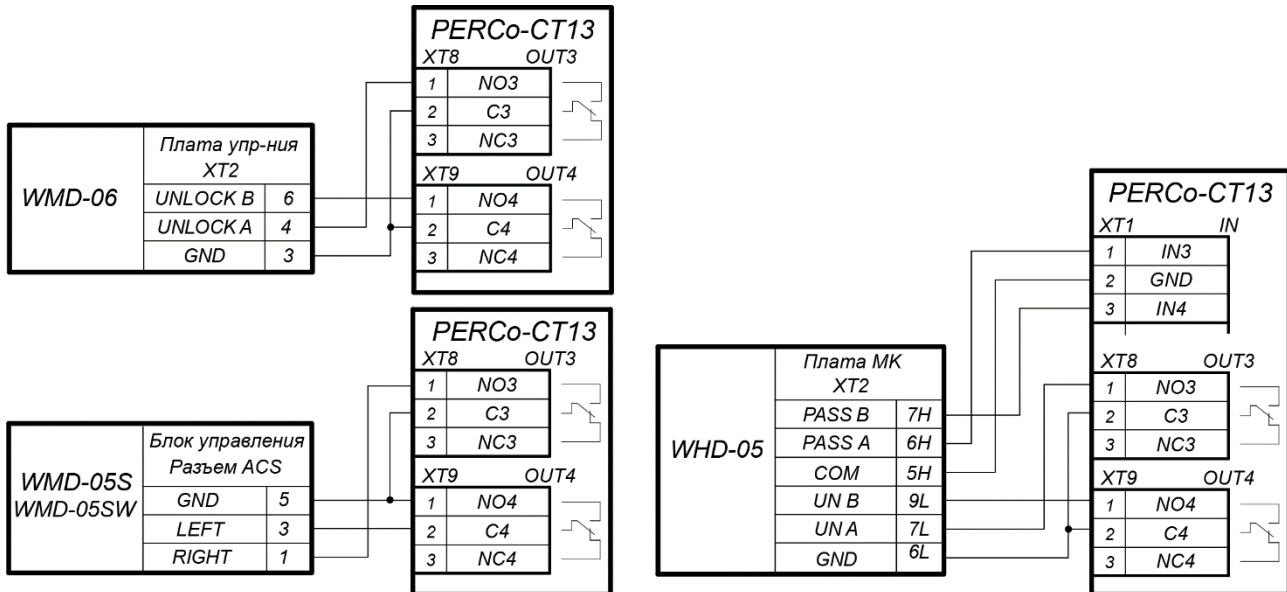 PERCo-CT13
XT8 OUT3
1 NO3
2 C3
3 NC3
XT9 OUT4
1 NO4
2 C4
3 NC4
WMD-06
Плата упр-ния
XT2
UNLOCK B 6
UNLOCK A 4
GND 3
PERCo-CT13
XT8 OUT3
1 NO3
2 C3
3 NC3
XT9 OUT4
1 NO4
2 C4
3 NC4
WMD-05S
WMD-05SW
Блок управления
Разъем ACS
GND 5
LEFT 3
RIGHT 1
PERCo-CT13
XT1 IN
1 IN3
2 GND
3 IN4
XT8 OUT3
1 NO3
2 C3
3 NC3
XT9 OUT4
1 NO4
2 C4
3 NC4
WHD-05
Плата МК
XT2
PASS B 7H
PASS A 6H
COM 5H
UN B 9L
UN A 7L
GND 6L